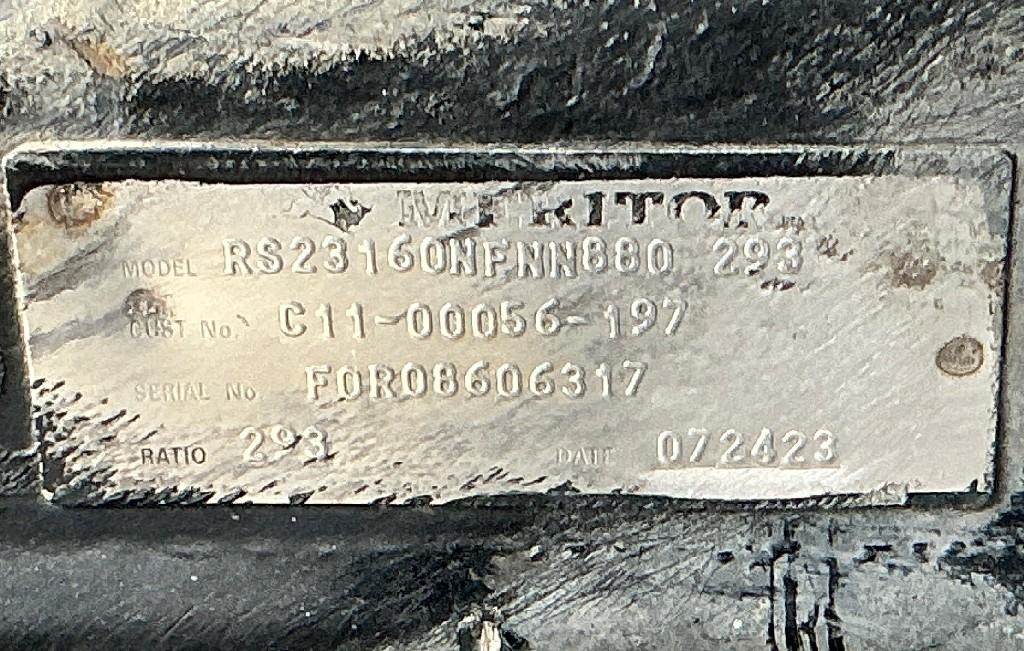 MERITOR
MODEL RS23160NFNN880 293
CUST No. C11-00056-197
SERIAL No. FOR08606317
RATIO 293 DATE 072423